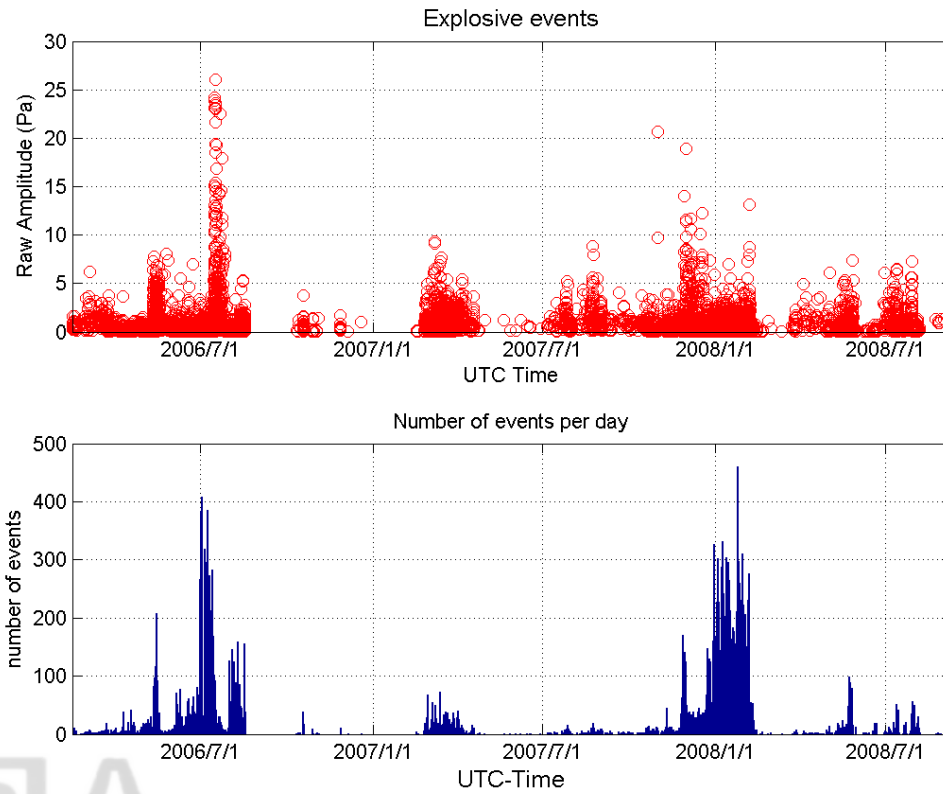 Explosive events
Raw Amplitude (Pa)
30
25
20
15
10
5
0
2006/7/1 2007/1/1 2007/7/1 2008/1/1 2008/7/1
UTC Time
Number of events per day
number of events
500
400
300
200
100
0
2006/7/1 2007/1/1 2007/7/1 2008/1/1 2008/7/1
UTC-Time